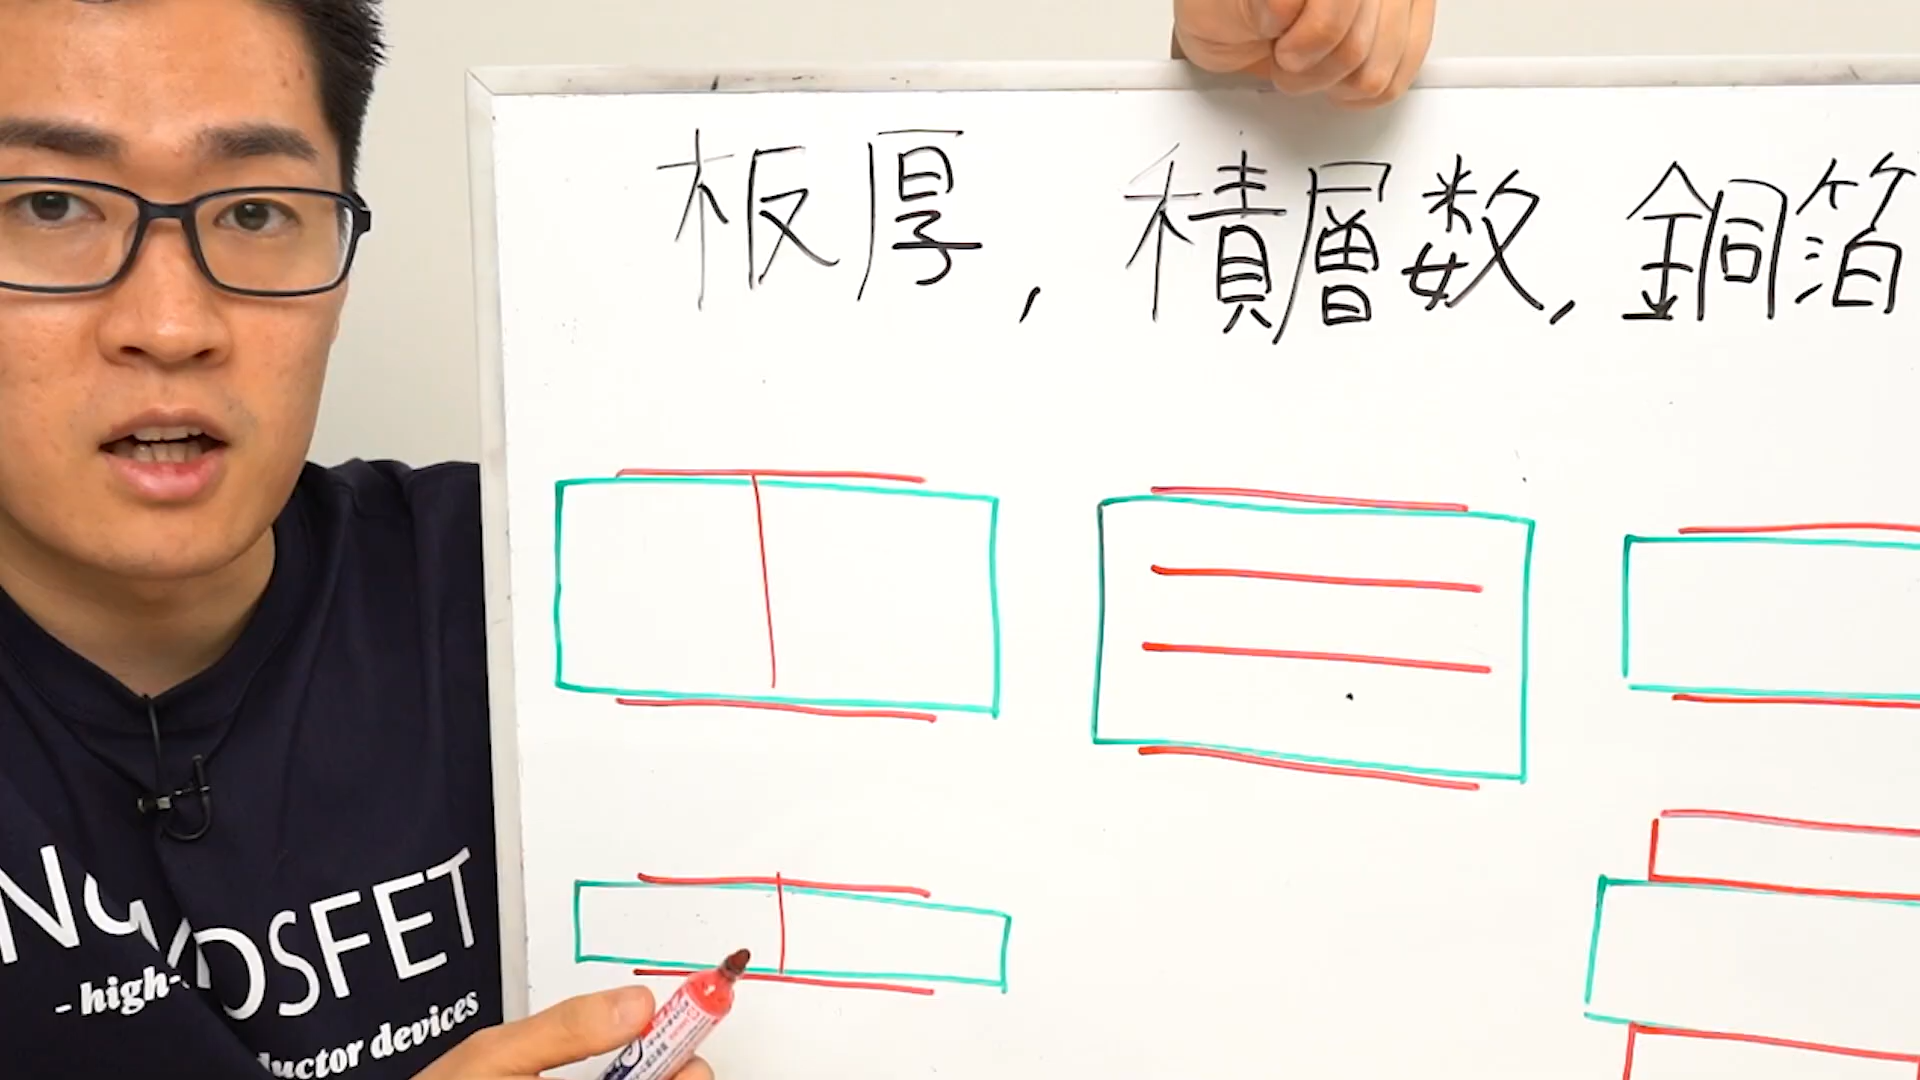 板厚, 積層数, 銅箔
MOSFET
- high-
ductor devices